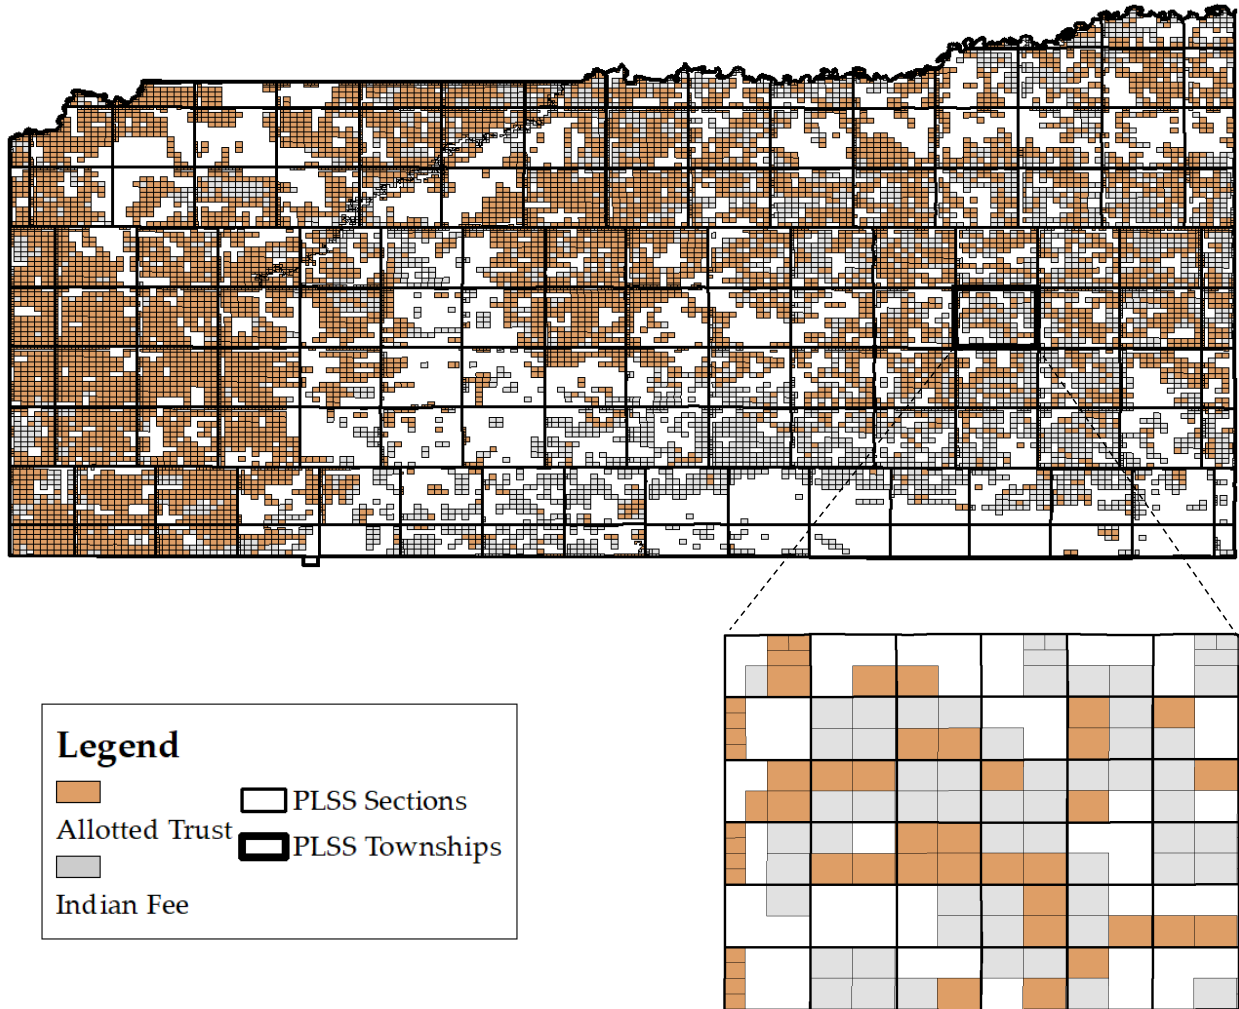 Legend
Allotted Trust
Indian Fee
PLSS Sections
PLSS Townships